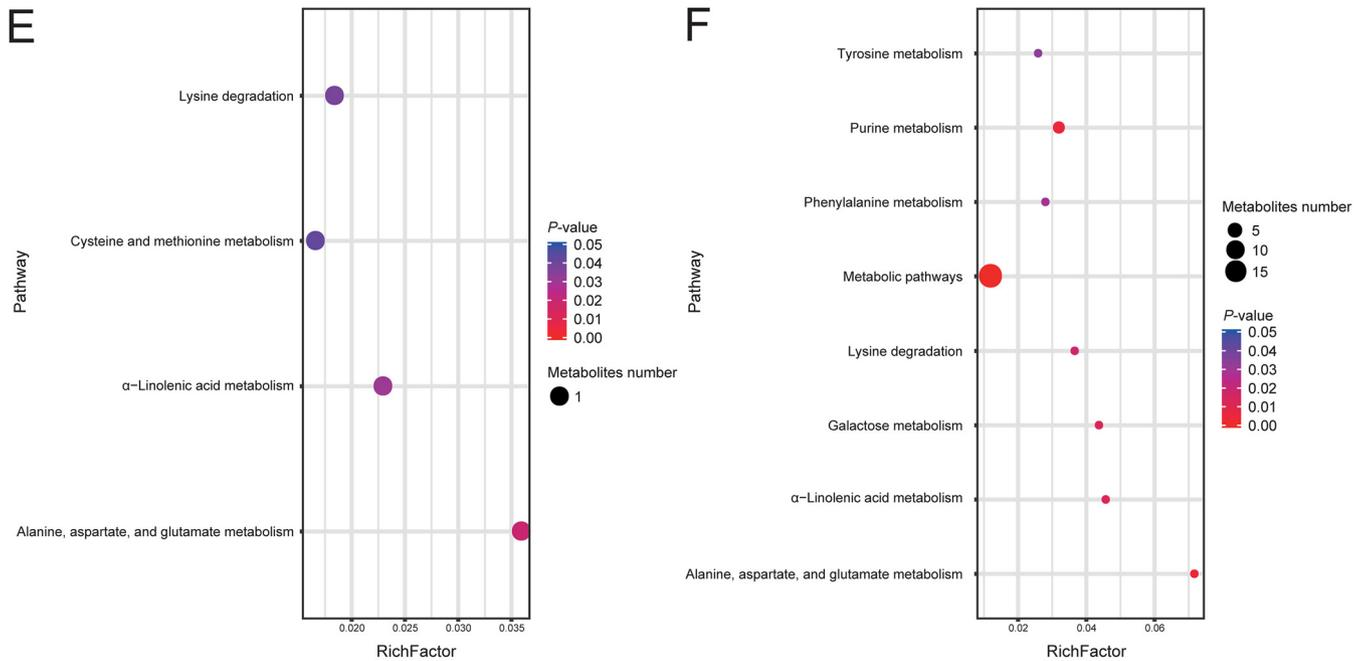 E
Pathway
Lysine degradation
Cysteine and methionine metabolism
α−Linolenic acid metabolism
Alanine, aspartate, and glutamate metabolism
0.020
0.025
0.030
0.035
RichFactor
P-value
0.05
0.04
0.03
0.02
0.01
0.00
Metabolites number
1
F
Pathway
Tyrosine metabolism
Purine metabolism
Phenylalanine metabolism
Metabolic pathways
Lysine degradation
Galactose metabolism
α−Linolenic acid metabolism
Alanine, aspartate, and glutamate metabolism
0.02
0.04
0.06
RichFactor
Metabolites number
5
10
15
P-value
0.05
0.04
0.03
0.02
0.01
0.00